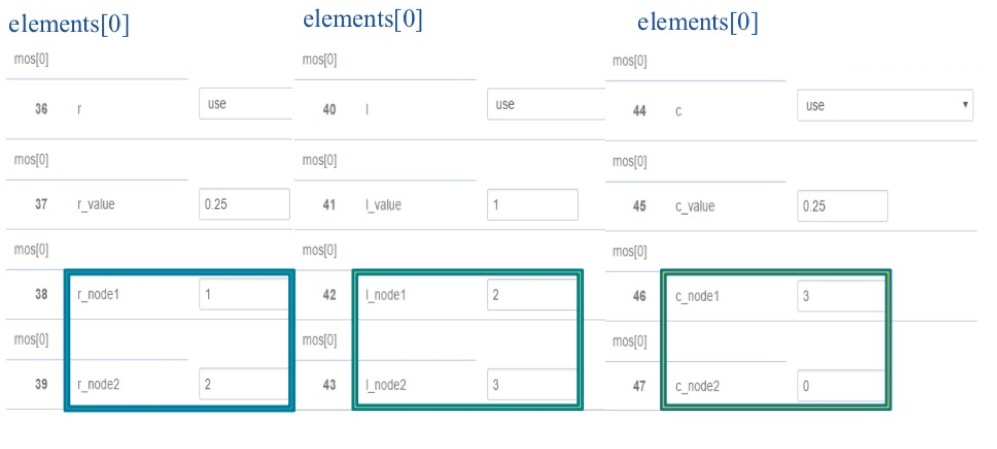 elements[0]
mos[0]
36 r use
mos[0]
37 r_value 0.25
mos[0]
38 r_node1 1
mos[0]
39 r_node2 2
elements[0]
mos[0]
40 l use
mos[0]
41 l_value 1
mos[0]
42 l_node1 2
mos[0]
43 l_node2 3
elements[0]
mos[0]
44 c use
mos[0]
45 c_value 0.25
mos[0]
46 c_node1 3
mos[0]
47 c_node2 0